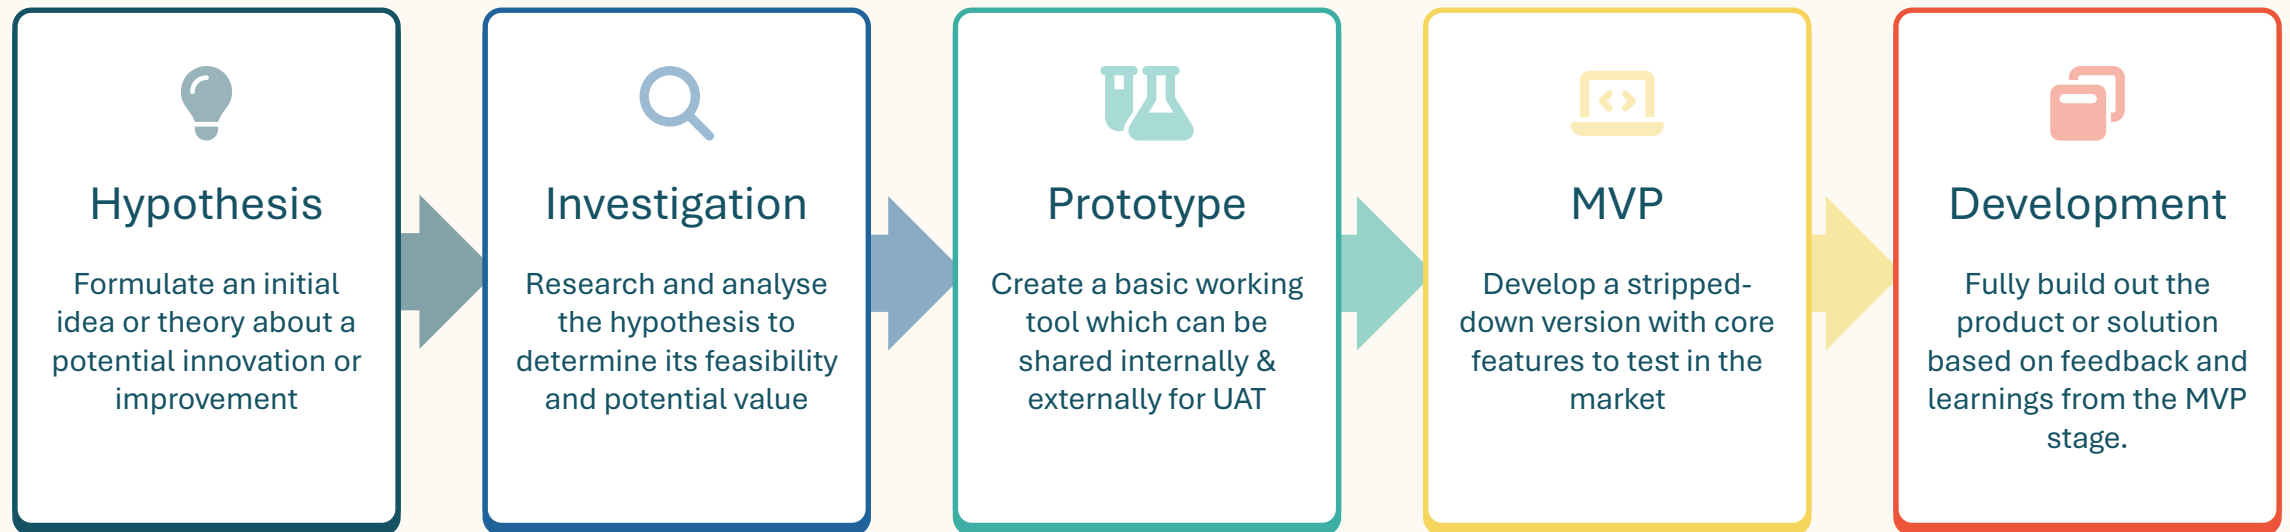 Hypothesis
Formulate an initial
idea or theory about a
potential innovation or
improvement
Investigation
Research and analyse
the hypothesis to
determine its feasibility
and potential value
Prototype
Create a basic working
tool which can be
shared internally &
externally for UAT
MVP
Develop a stripped-
down version with core
features to test in the
market
Development
Fully build out the
product or solution
based on feedback and
learnings from the MVP
stage.